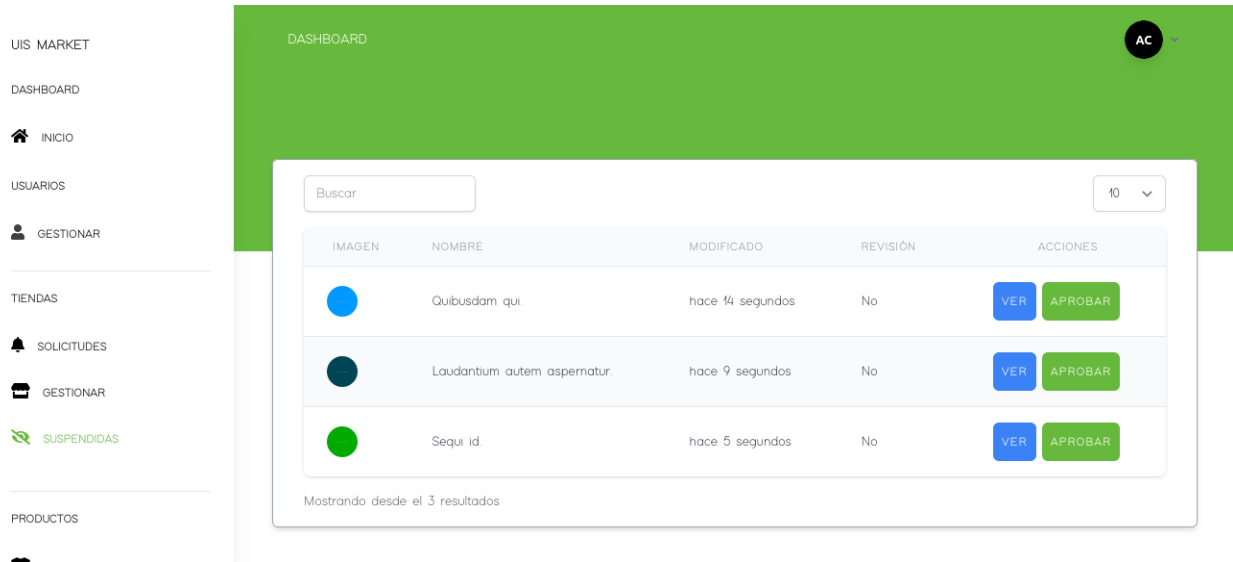 UIS MARKET
DASHBOARD
INICIO
USUARIOS
GESTIONAR
TIENDAS
SOLICITUDES
GESTIONAR
SUSPENDIDAS
PRODUCTOS
DASHBOARD
AC
Buscar
10
IMAGEN NOMBRE MODIFICADO REVISIÓN ACCIONES
Quibusdam qui. hace 14 segundos No VER APROBAR
Laudantium autem aspernatur. hace 9 segundos No VER APROBAR
Sequi id. hace 5 segundos No VER APROBAR
Mostrando desde el 3 resultados